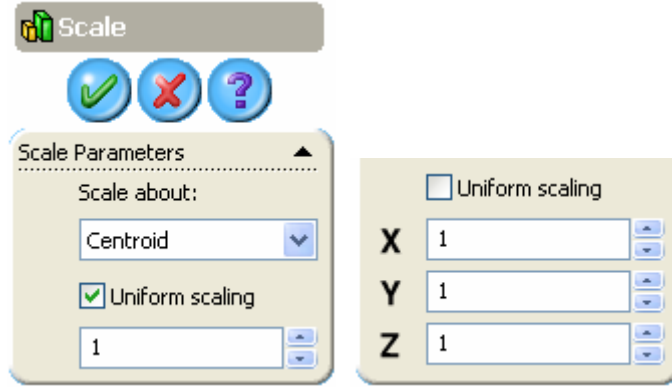 Scale
?
Scale Parameters
Scale about:
Centroid
Uniform scaling
1
Uniform scaling
X 1
Y 1
Z 1